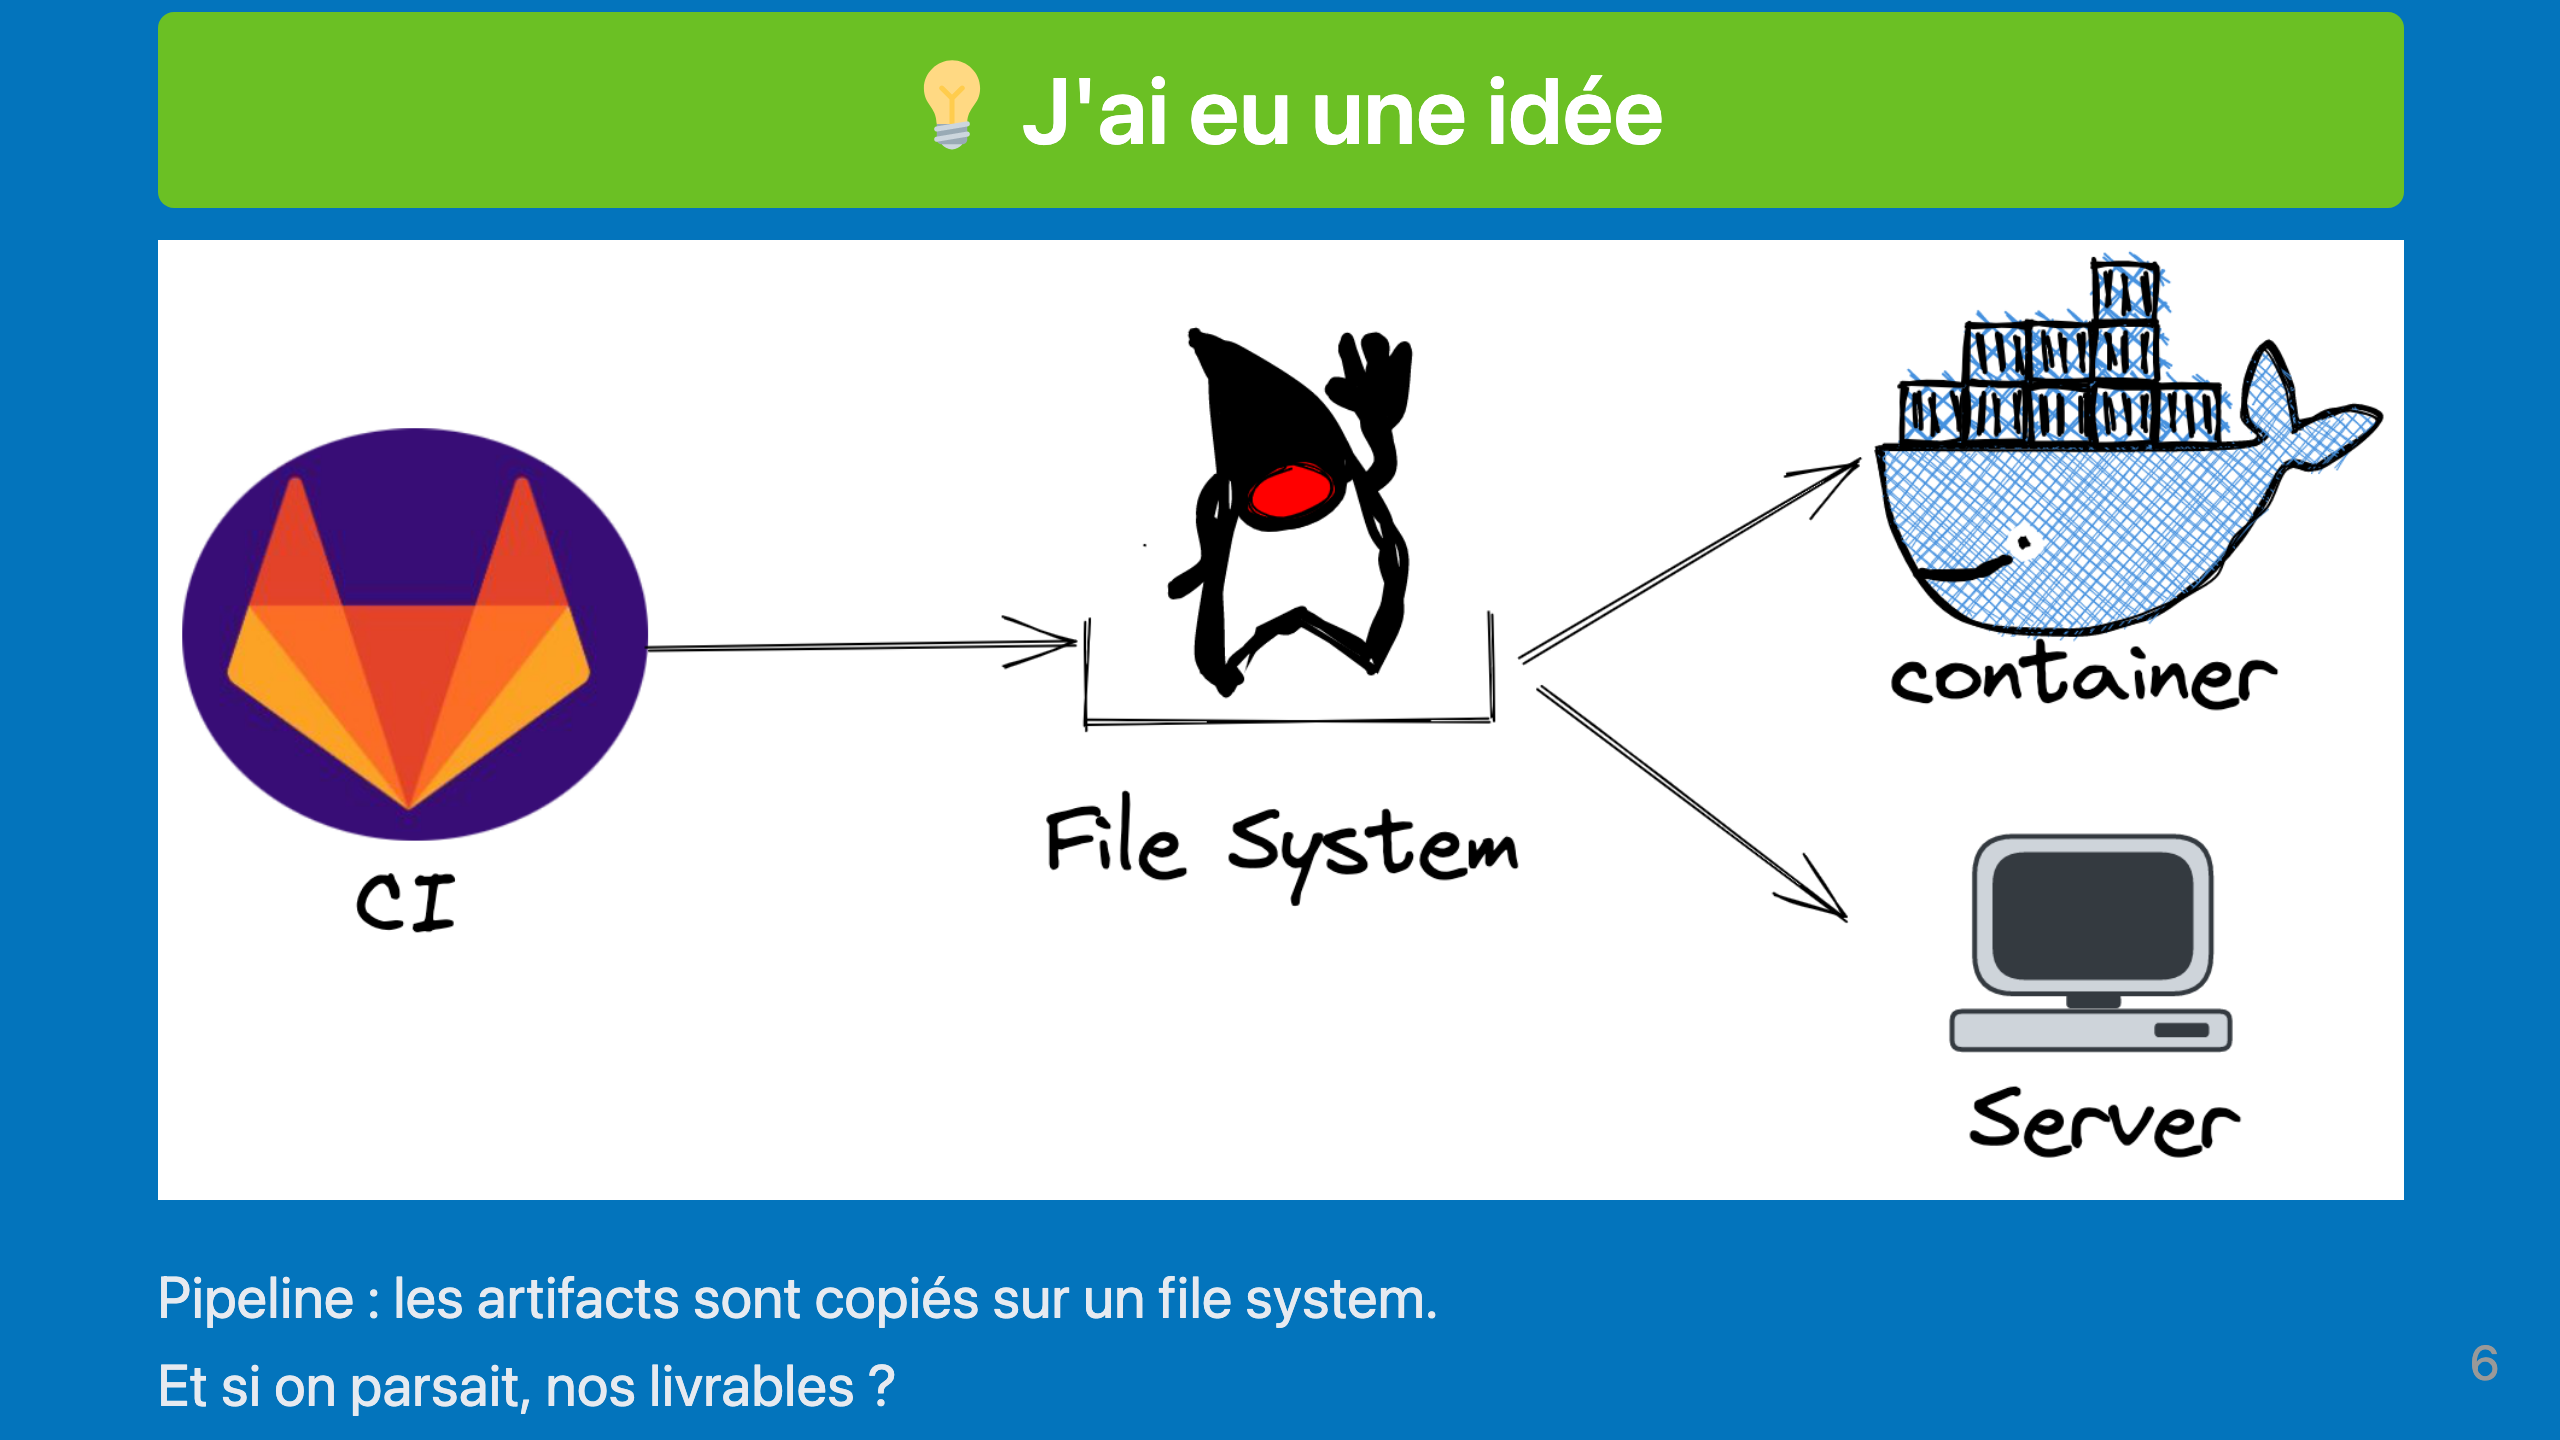 💡 J'ai eu une idée
CI
File System
container
Server
Pipeline : les artifacts sont copiés sur un file system.
Et si on parsait, nos livrables ?
6